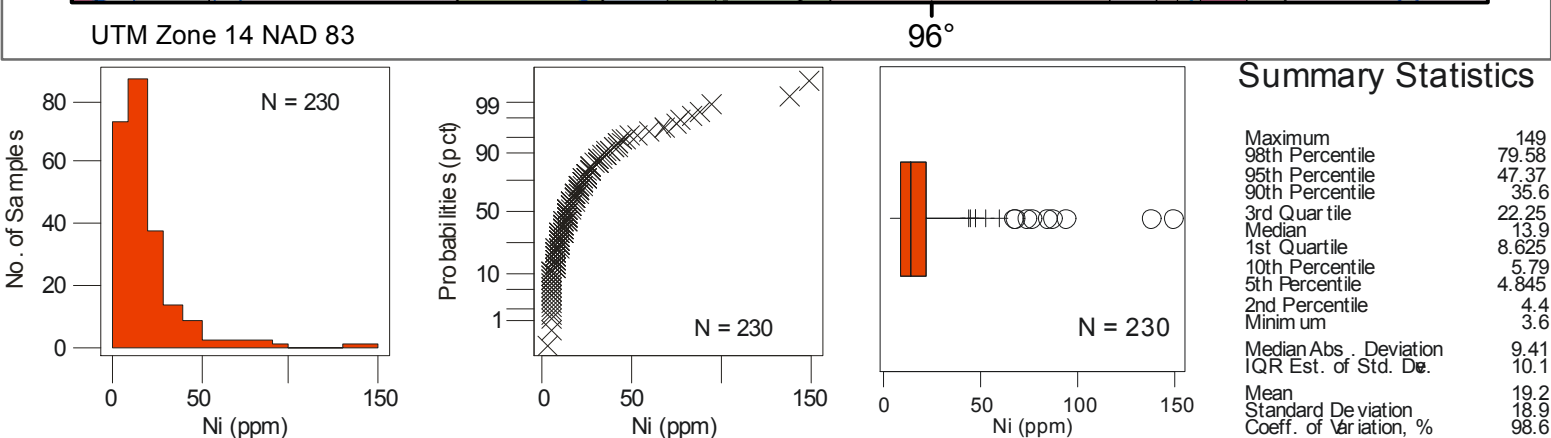 UTM Zone 14 NAD 83
96°
80
60
40
20
0
No. of Samples
N = 230
0
50
150
Ni (ppm)
99
90
50
10
1
Probabilities (pct)
N = 230
0
50
150
Ni (ppm)
N = 230
0
50
100
150
Ni (ppm)
Summary Statistics
Maximum 149
98th Percentile 79.58
95th Percentile 47.37
90th Percentile 35.6
3rd Quartile 22.25
Median 13.9
1st Quartile 8.625
10th Percentile 5.79
5th Percentile 4.845
2nd Percentile 4.4
Minimum 3.6
Median Abs. Deviation 9.41
IQR Est. of Std. Dev. 10.1
Mean 19.2
Standard Deviation 18.9
Coeff. of Variation, % 98.6